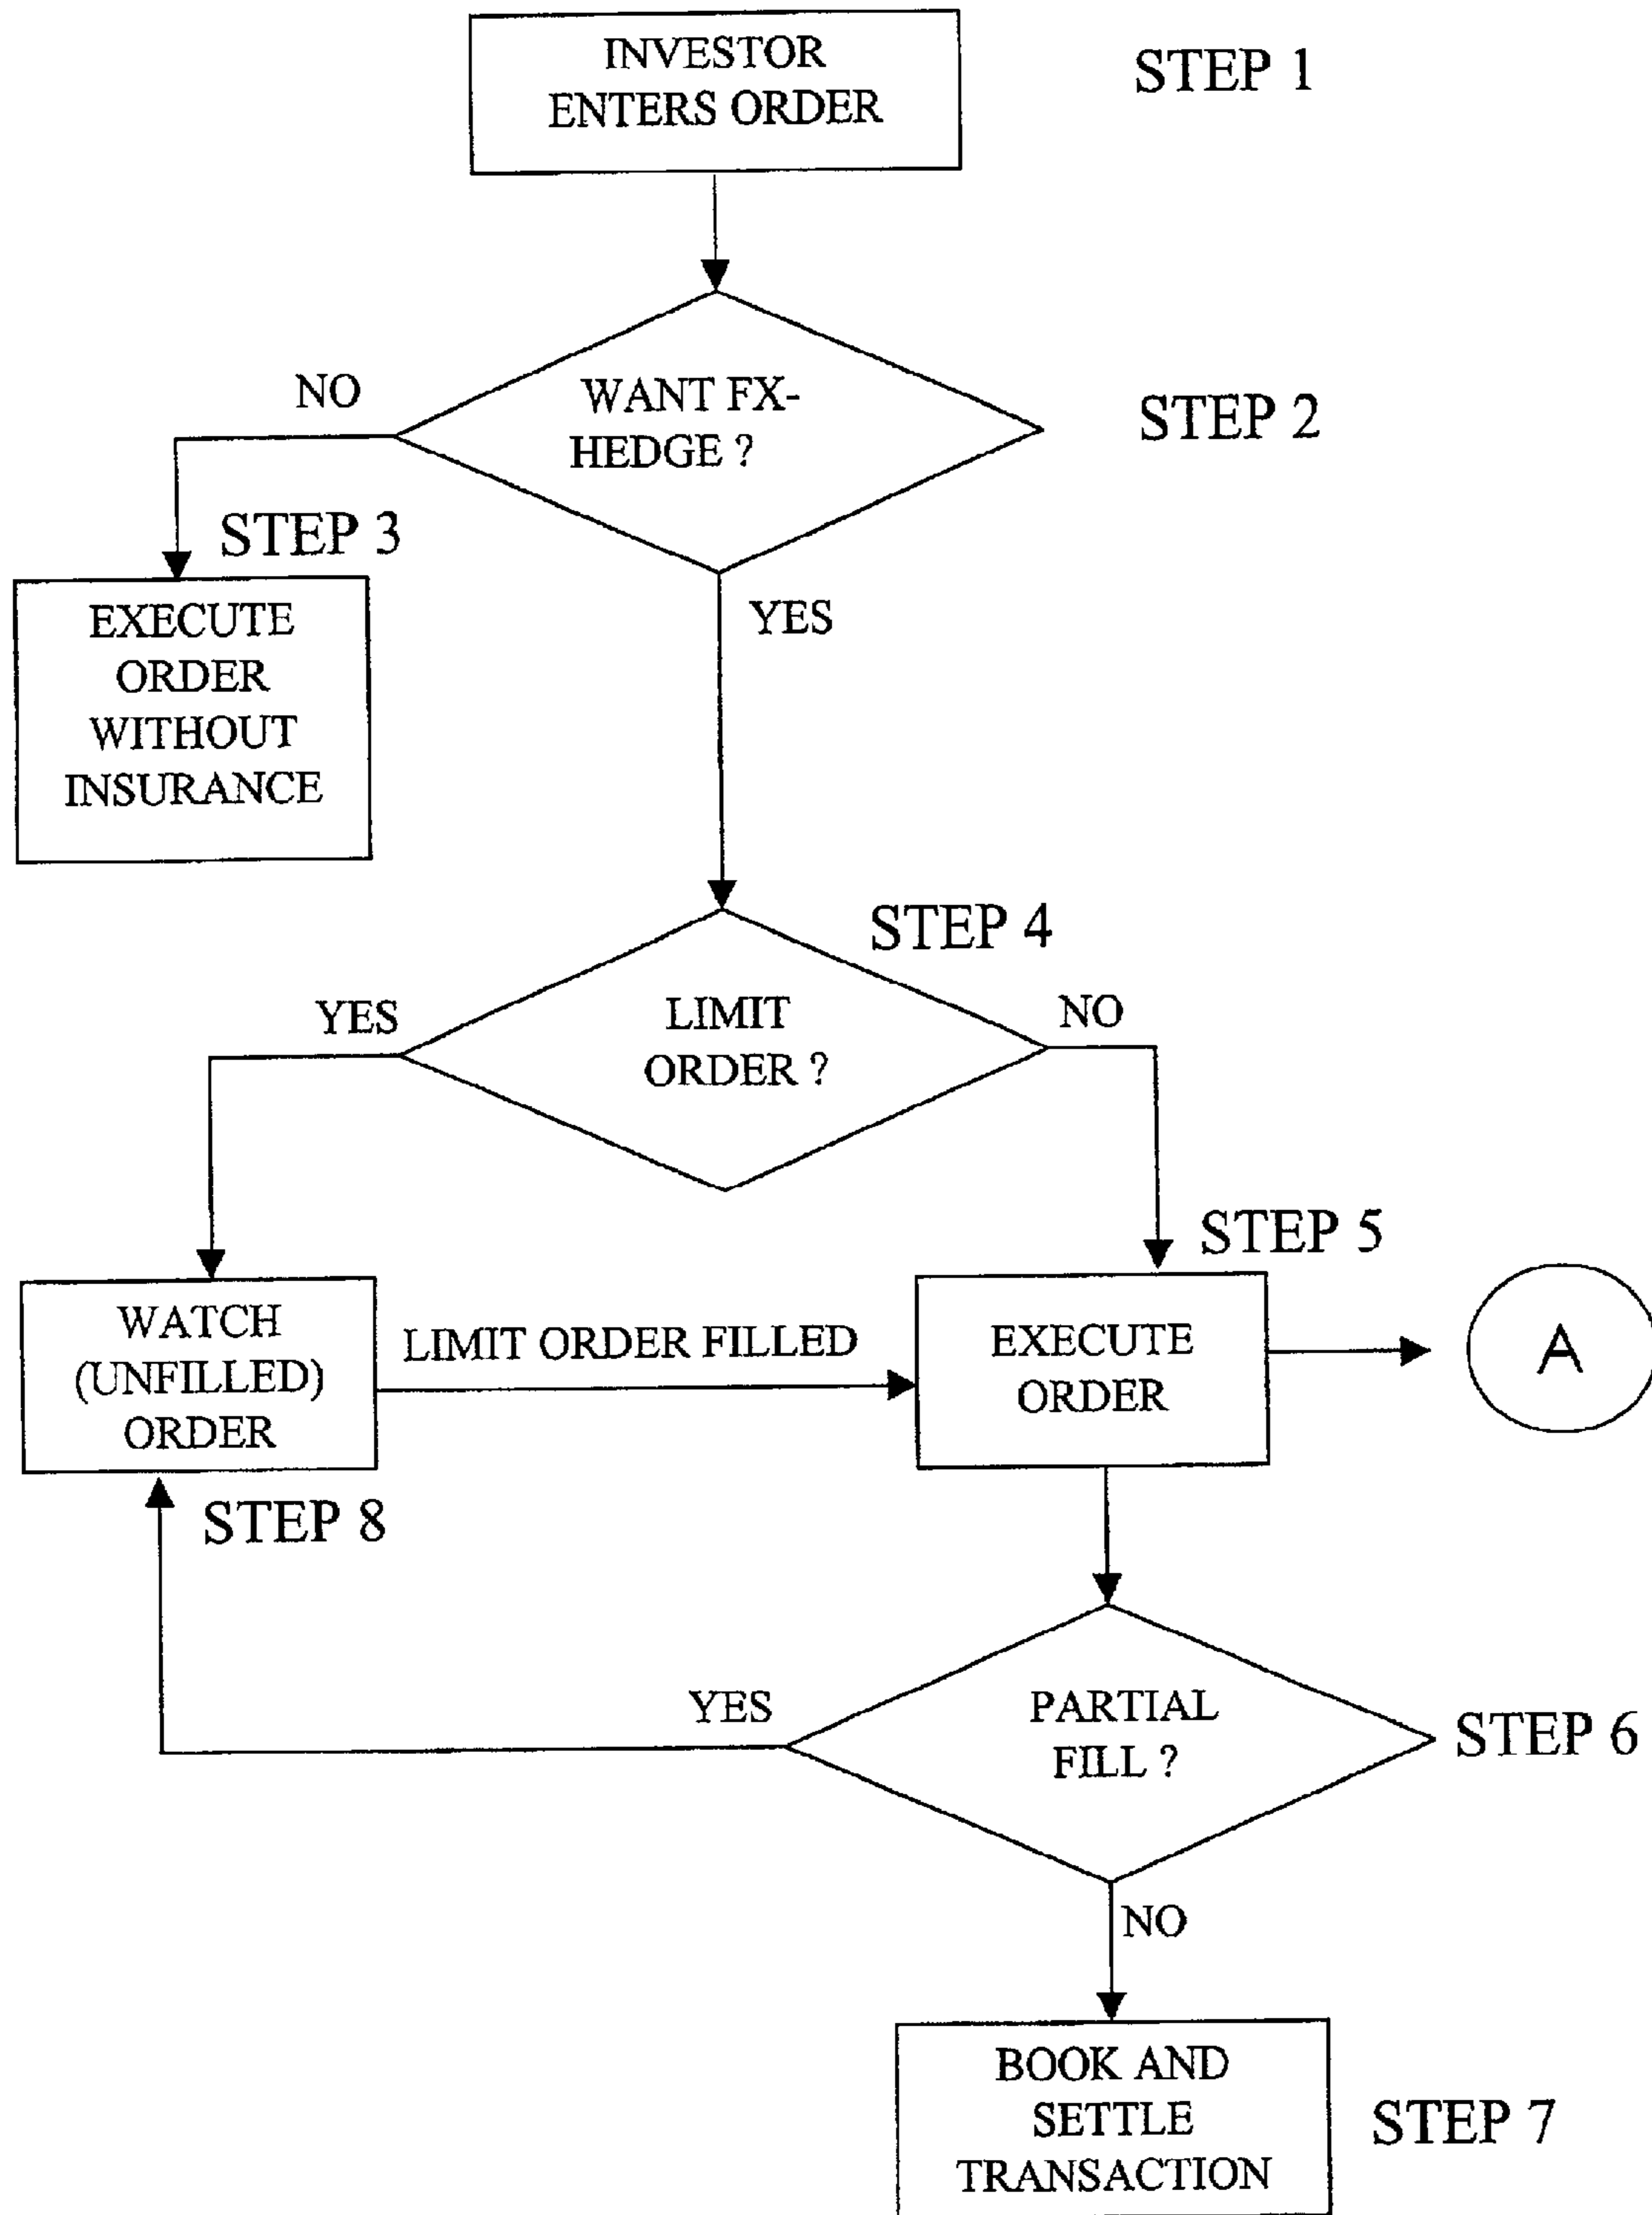 INVESTOR
ENTERS ORDER
STEP 1
NO
WANT FX-
HEDGE ?
STEP 2
STEP 3
YES
EXECUTE
ORDER
WITHOUT
INSURANCE
STEP 4
YES
LIMIT
ORDER ?
NO
STEP 5
WATCH
(UNFILLED)
ORDER
LIMIT ORDER FILLED
EXECUTE
ORDER
A
STEP 8
YES
PARTIAL
FILL ?
STEP 6
NO
BOOK AND
SETTLE
TRANSACTION
STEP 7